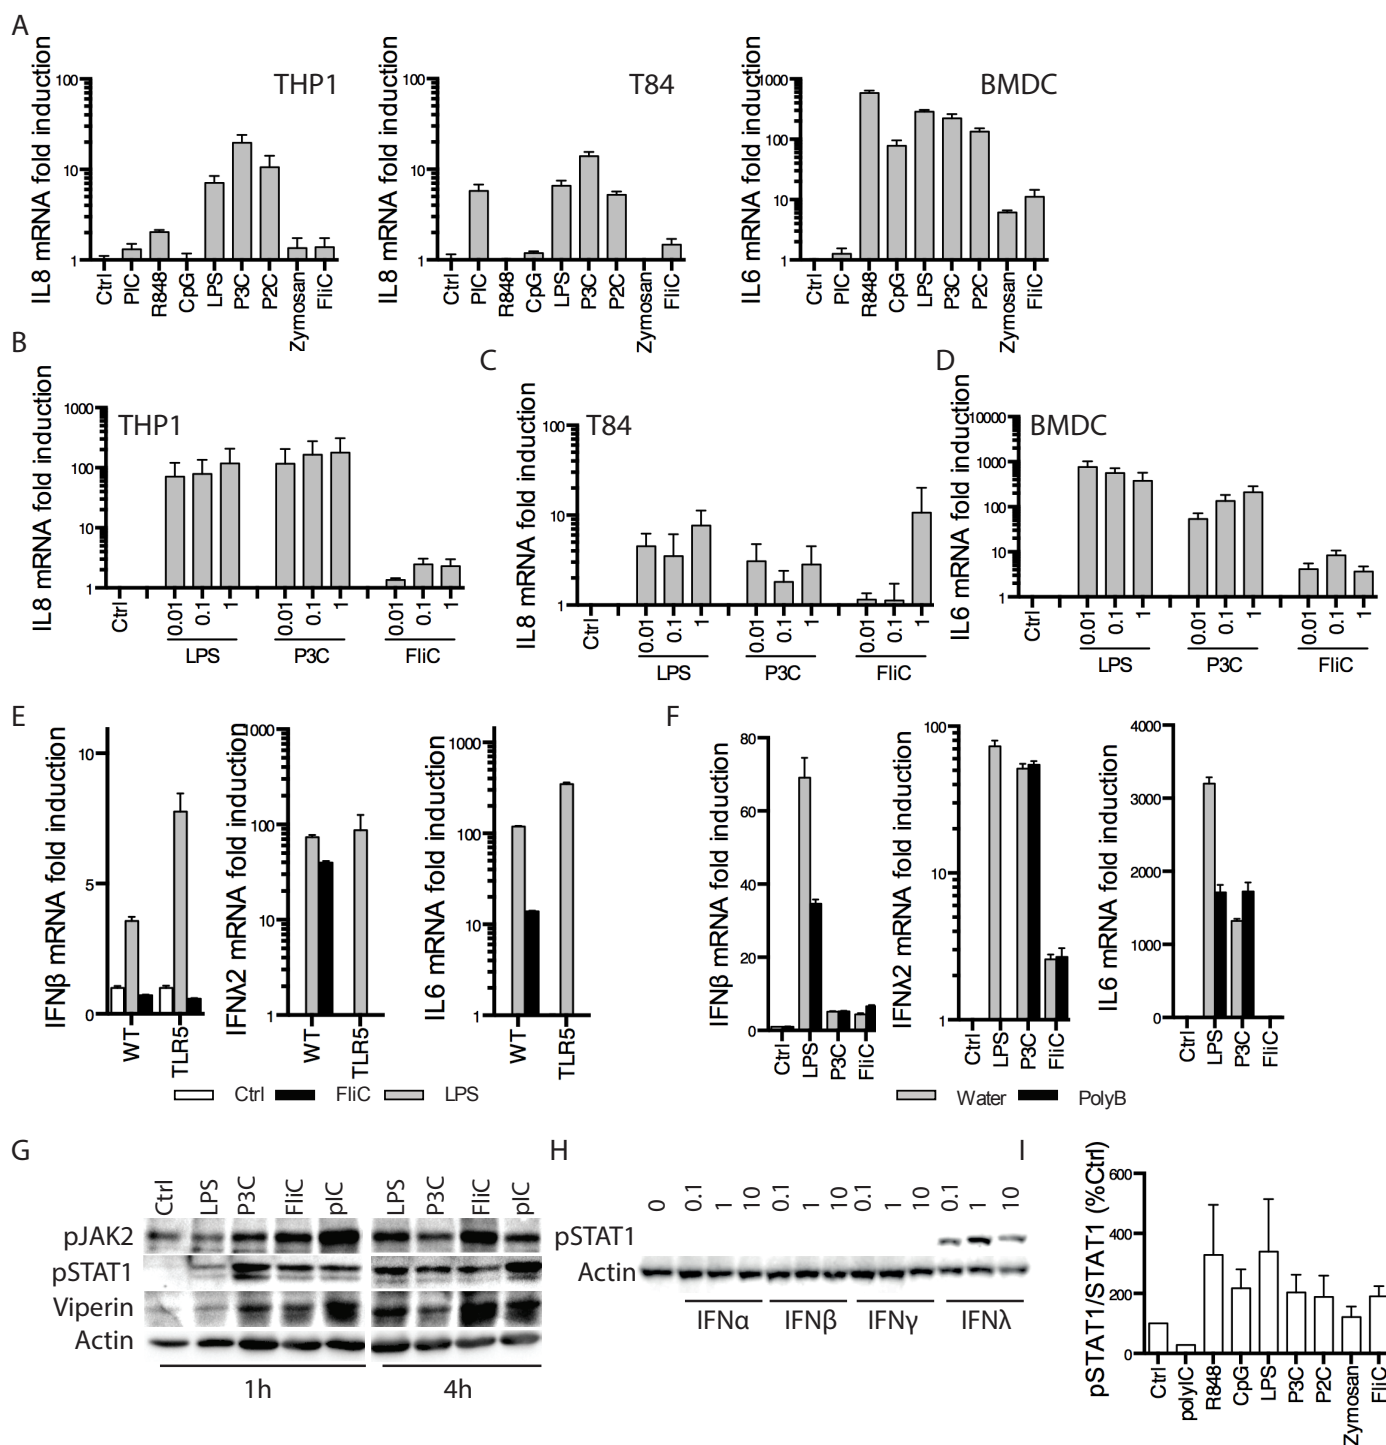 A
THP1
IL8 mRNA fold induction
100
10
1
Ctrl
PIC
R848
CpG
LPS
P3C
P2C
Zymosan
FliC
T84
IL8 mRNA fold induction
100
10
1
Ctrl
PIC
R848
CpG
LPS
P3C
P2C
Zymosan
FliC
BMDC
IL6 mRNA fold induction
1000
100
10
1
Ctrl
PIC
R848
CpG
LPS
P3C
P2C
Zymosan
FliC
B
THP1
IL8 mRNA fold induction
1000
100
10
1
Ctrl
0.01
0.1
1
0.01
0.1
1
0.01
0.1
1
LPS
P3C
FliC
C
T84
IL8 mRNA fold induction
100
10
1
Ctrl
0.01
0.1
1
0.01
0.1
1
0.01
0.1
1
LPS
P3C
FliC
D
BMDC
IL6 mRNA fold induction
10000
1000
100
10
1
Ctrl
0.01
0.1
1
0.01
0.1
1
0.01
0.1
1
LPS
P3C
FliC
E
IFNβ mRNA fold induction
10
5
0
WT
TLR5
IFNλ2 mRNA fold induction
1000
100
10
1
WT
TLR5
IL6 mRNA fold induction
1000
100
10
1
WT
TLR5
Ctrl FliC LPS
F
IFNβ mRNA fold induction
80
60
40
20
0
Ctrl
LPS
P3C
FliC
IFNλ2 mRNA fold induction
100
10
1
Ctrl
LPS
P3C
FliC
IL6 mRNA fold induction
4000
3000
2000
1000
0
Ctrl
LPS
P3C
FliC
Water PolyB
G
Ctrl
LPS
P3C
FliC
pIC
LPS
P3C
FliC
pIC
pJAK2
pSTAT1
Viperin
Actin
1h 4h
H
0
0.1
1
10
0.1
1
10
0.1
1
10
0.1
1
10
pSTAT1
Actin
IFNα IFNβ IFNγ IFNλ
I
pSTAT1/STAT1 (%Ctrl)
600
400
200
0
Ctrl
polyIC
R848
CpG
LPS
P3C
P2C
Zymosan
FliC